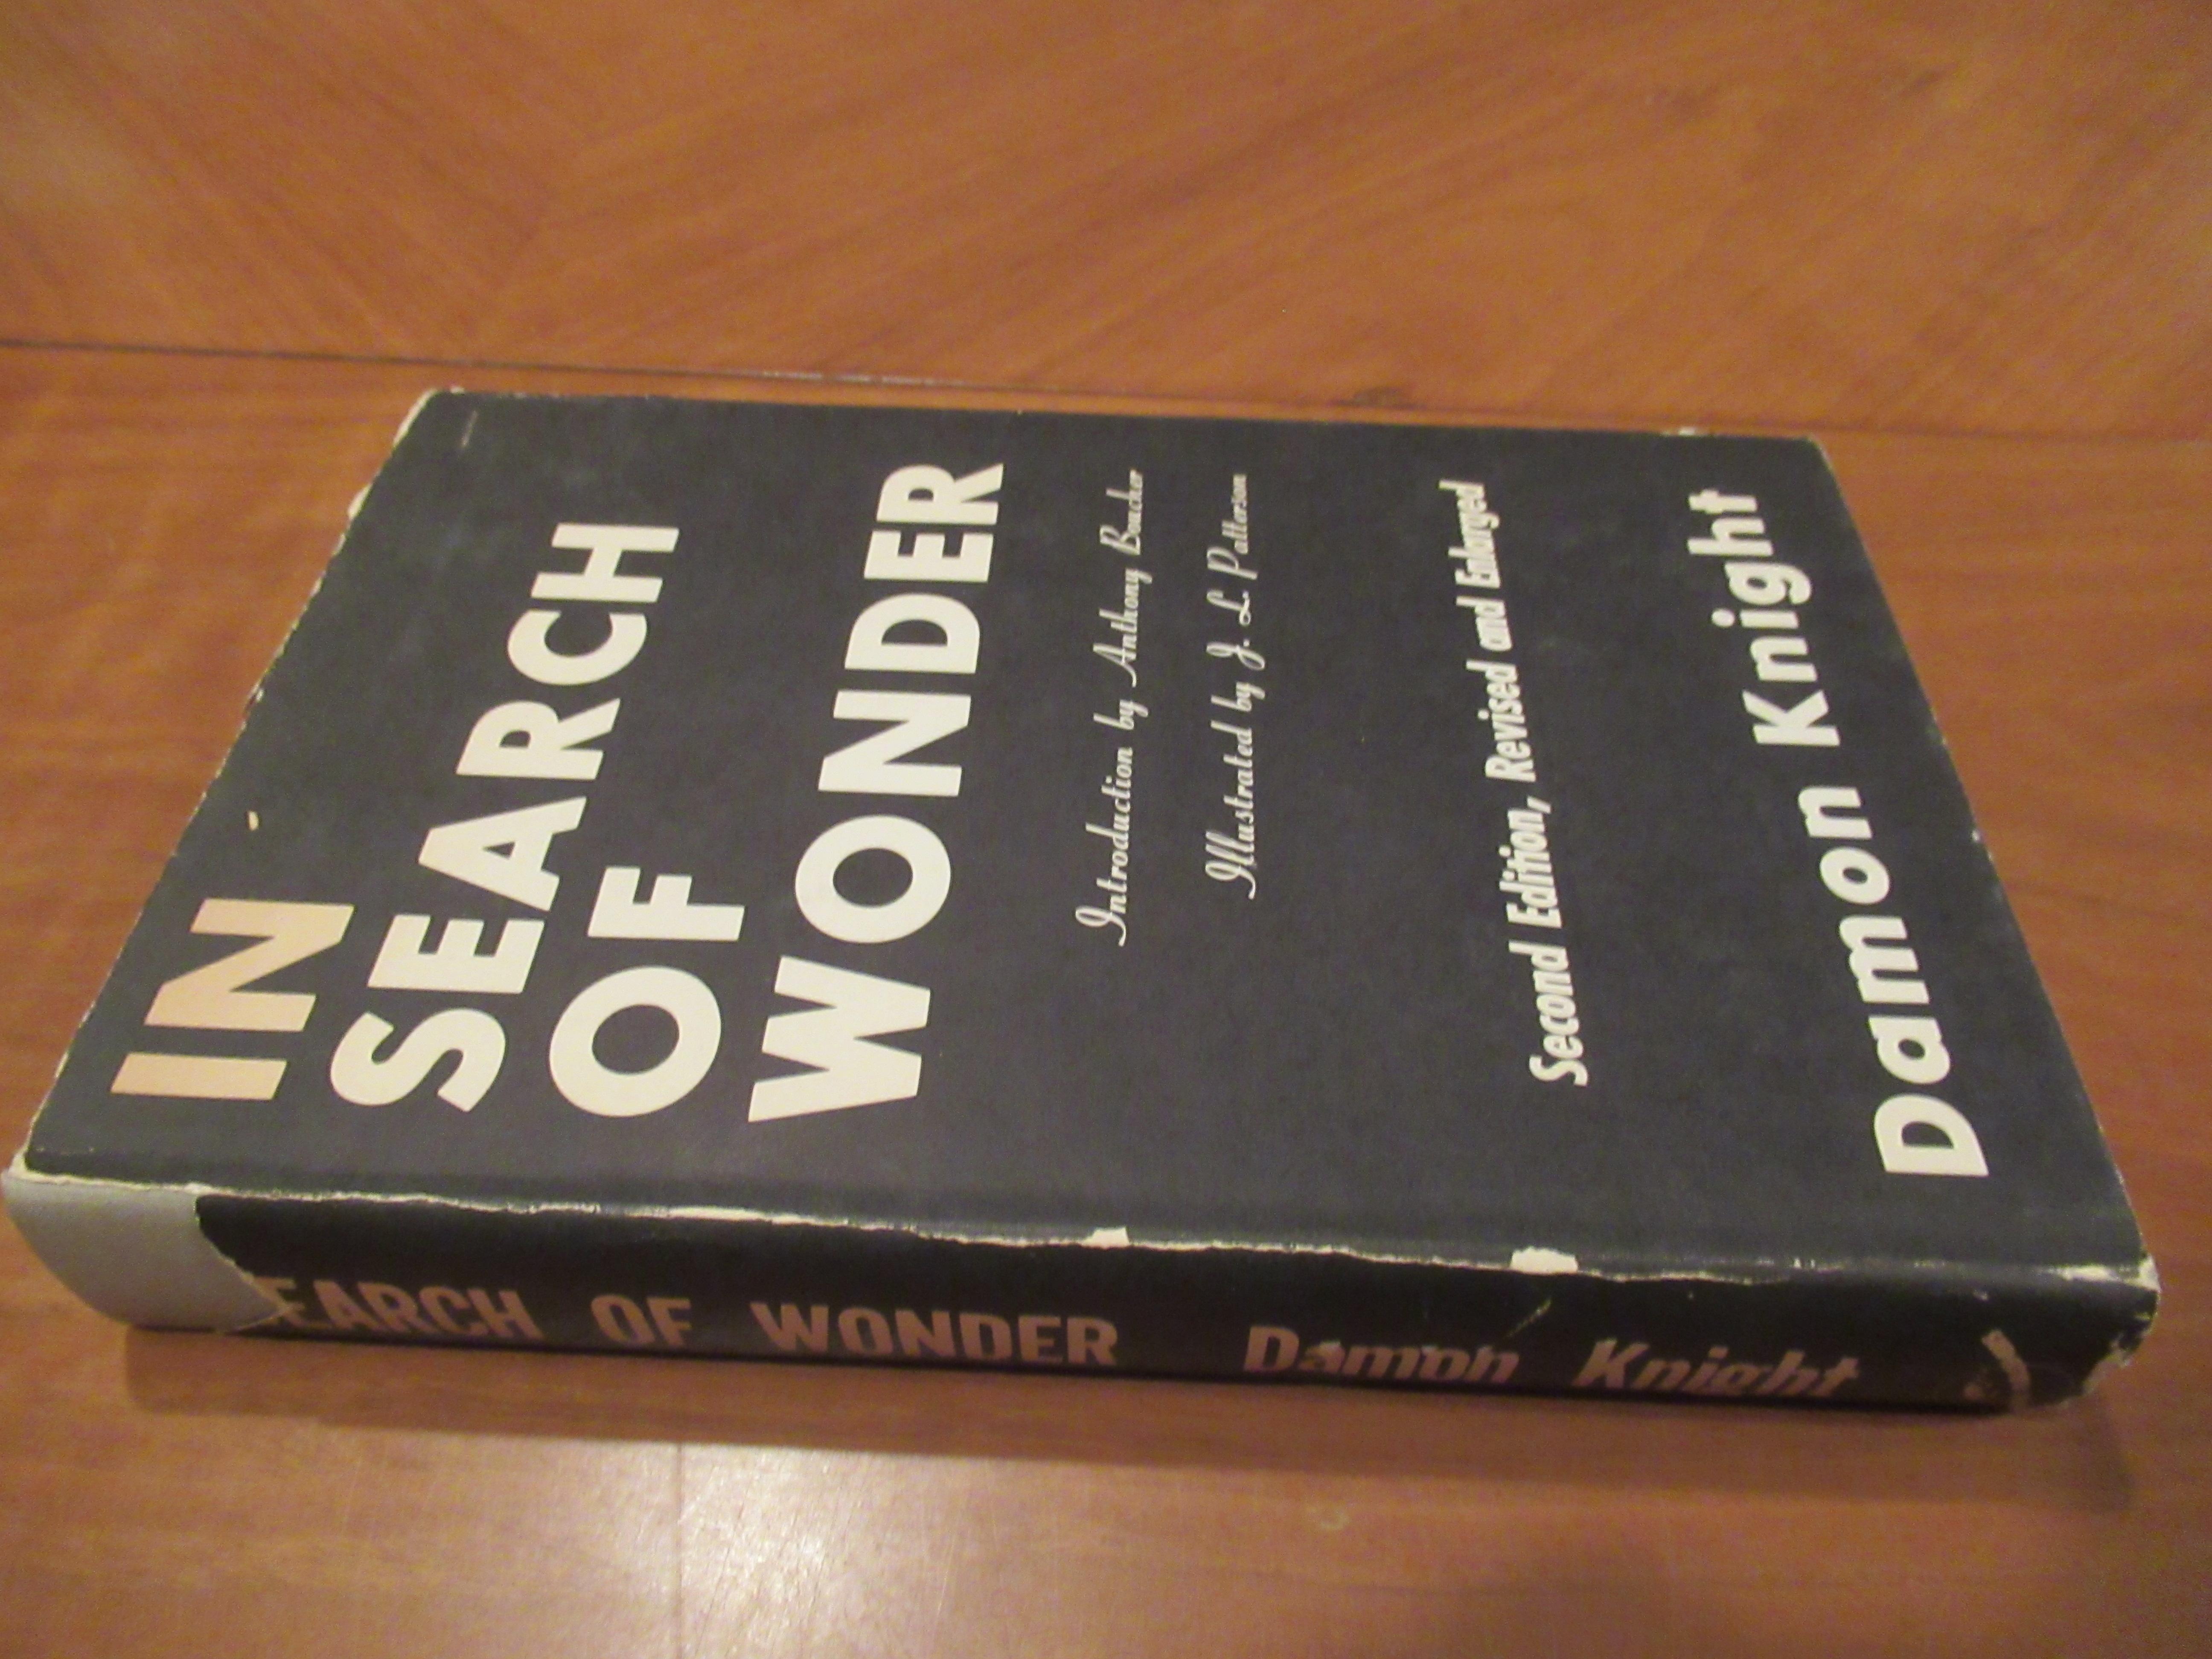 IN
SEARCH
OF
WONDER
Introduction by Anthony Boucher
Illustrated by J. L. Patterson
Second Edition, Revised and Enlarged
Damon Knight
EARCH OF WONDER Damon Knight